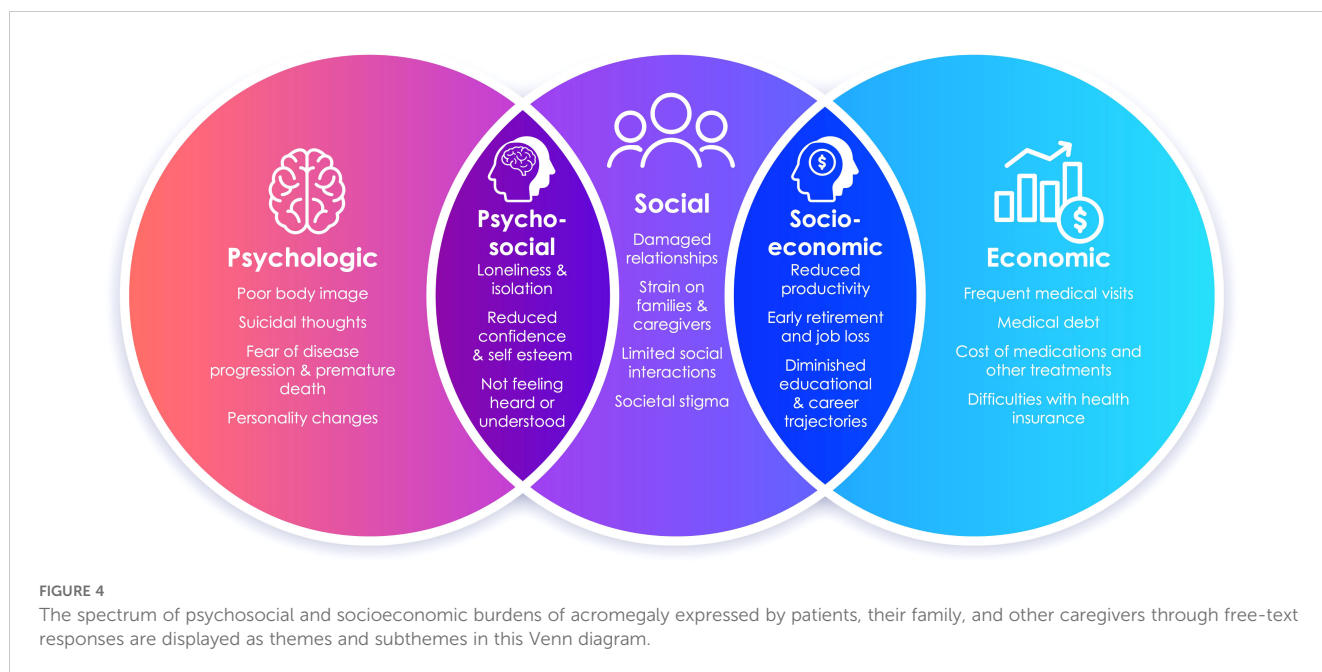 Psychologic
Poor body image
Suicidal thoughts
Fear of disease
progression & premature
death
Personality changes
Psycho-
social
Loneliness &
isolation
Reduced
confidence
& self esteem
Not feeling
heard or
understood
Social
Damaged
relationships
Strain on
families &
caregivers
Limited social
interactions
Societal stigma
Socio-
economic
Reduced
productivity
Early retirement
and job loss
Diminished
educational
& career
trajectories
$
Economic
Frequent medical visits
Medical debt
Cost of medications and
other treatments
Difficulties with health
insurance
$
FIGURE 4
The spectrum of psychosocial and socioeconomic burdens of acromegaly expressed by patients, their family, and other caregivers through free-text
responses are displayed as themes and subthemes in this Venn diagram.